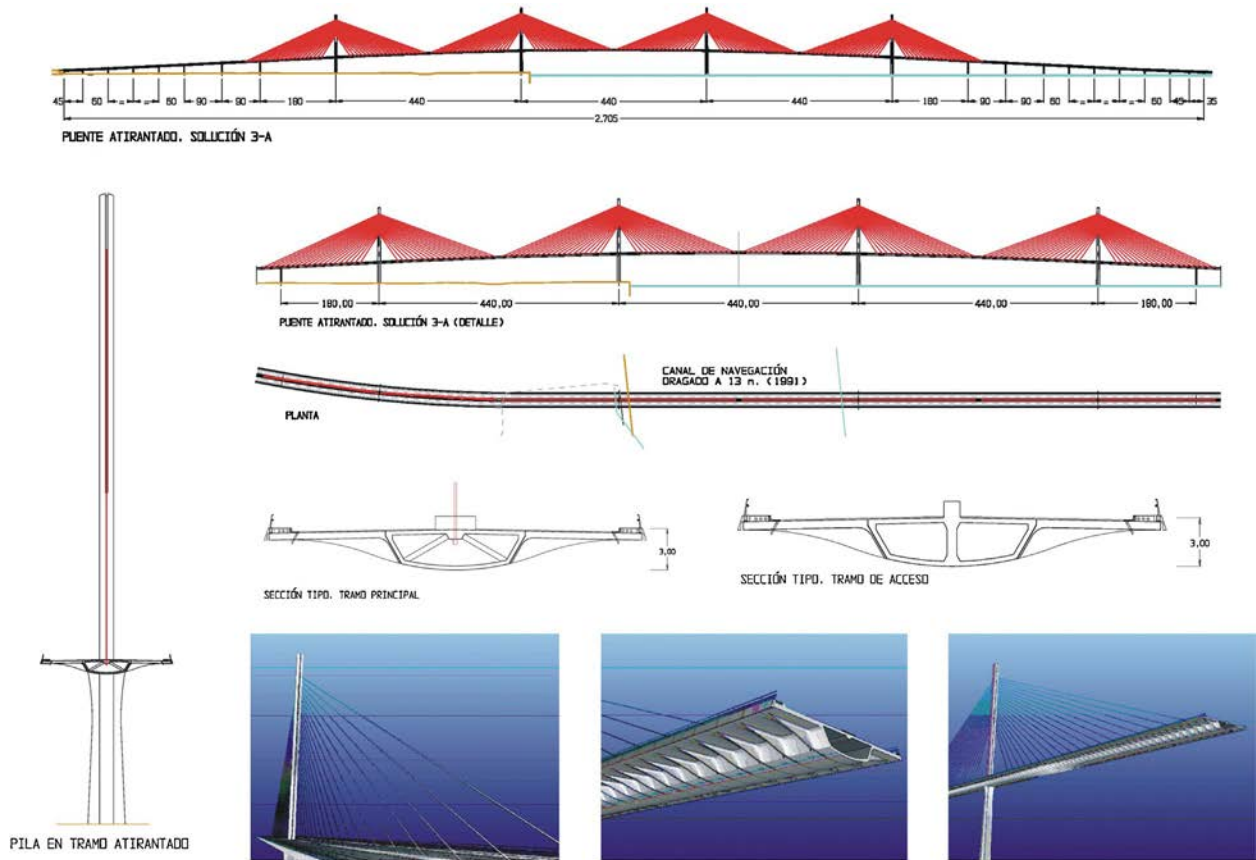 45 60 = = 60 90 90 180 440 440 440 180 90 90 60 = = = 60 45 35
2.705
PUENTE ATIRANTADO. SOLUCIÓN 3-A
180,00 440,00 440,00 440,00 180,00
PUENTE ATIRANTADO. SOLUCIÓN 3-A (DETALLE)
CANAL DE NAVEGACIÓN
DRAGADO A 13 m. (1991)
PLANTA
3,00
SECCIÓN TIPO. TRAMO PRINCIPAL
3,00
SECCIÓN TIPO. TRAMO DE ACCESO
PILA EN TRAMO ATIRANTADO